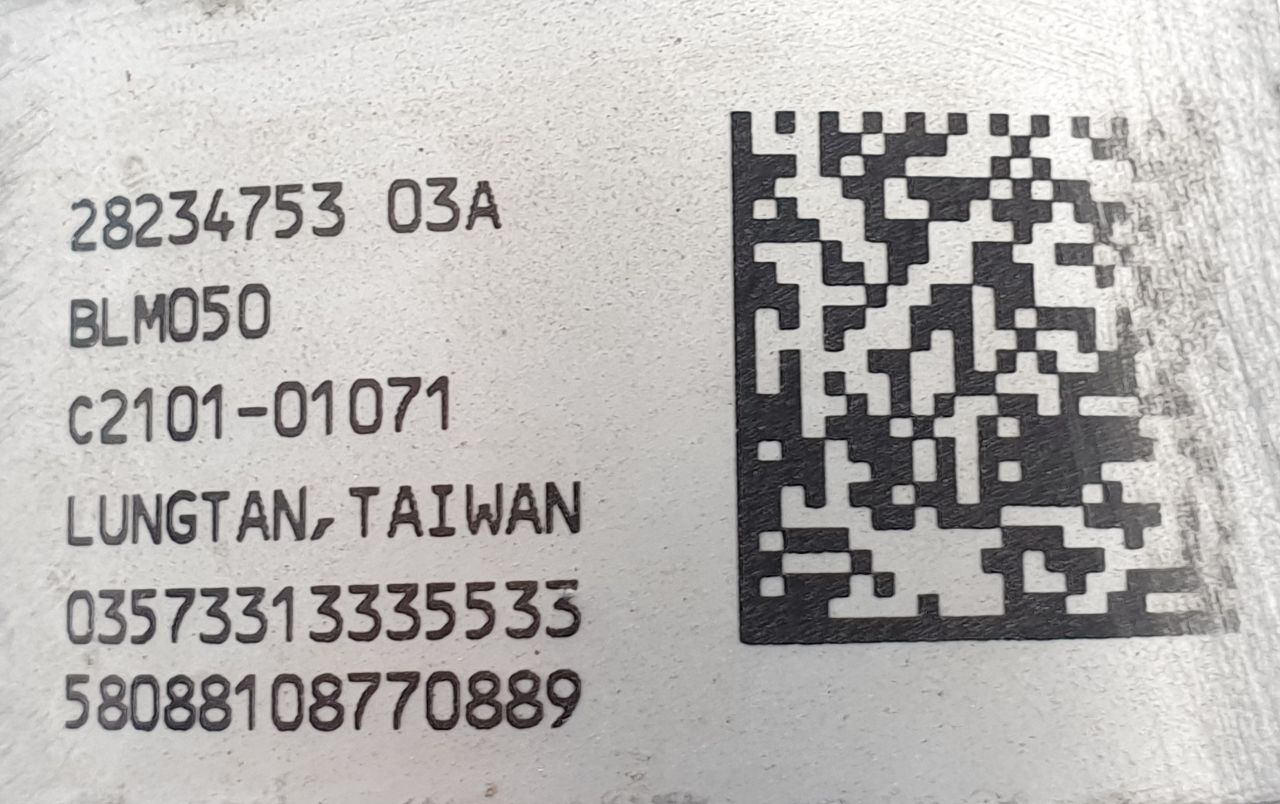 28234753 03A
BLM050
C2101-01071
LUNGTAN,TAIWAN
03573313335533
58088108770889